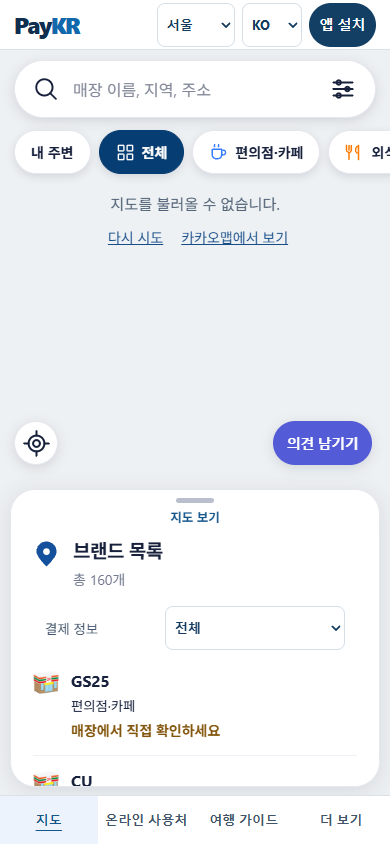 PayKR 서울 KO 앱 설치
매장 이름, 지역, 주소
내 주변 전체 편의점·카페 외식
지도를 불러올 수 없습니다.
다시 시도 카카오맵에서 보기
의견 남기기
지도 보기
브랜드 목록
총 160개
결제 정보 전체
GS25
편의점·카페
매장에서 직접 확인하세요
CU
지도 온라인 사용처 여행 가이드 더 보기